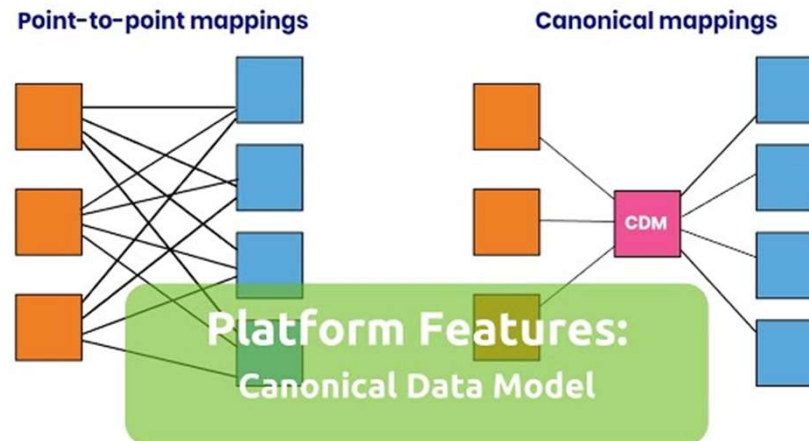 Point-to-point mappings
Canonical mappings
CDM
Platform Features:
Canonical Data Model